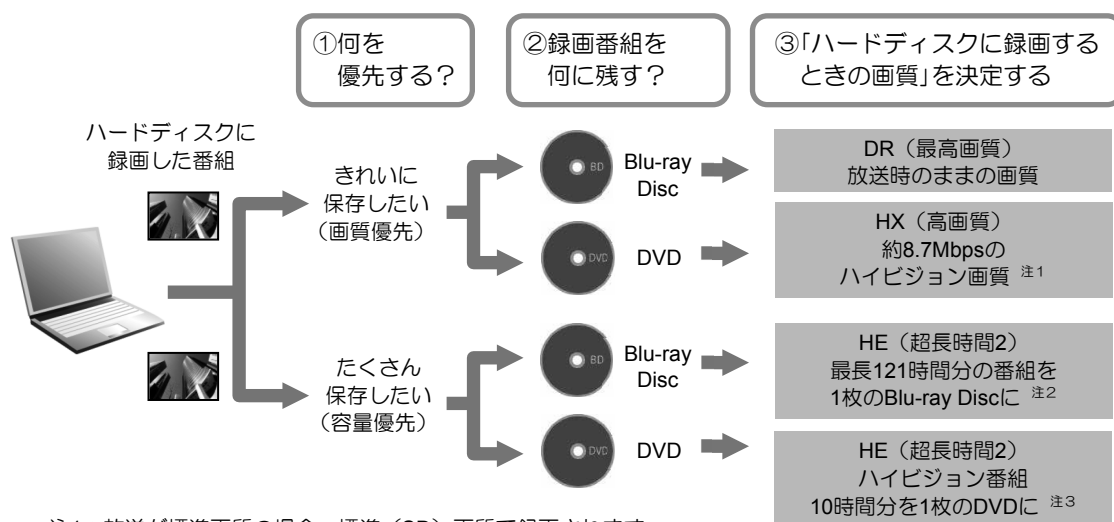 ①何を
優先する？
②録画番組を
何に残す？
③「ハードディスクに録画する
ときの画質」を決定する
ハードディスクに
録画した番組
きれいに
保存したい
（画質優先）
BD
Blu-ray
Disc
DR（最高画質）
放送時のままの画質
DVD
DVD
HX（高画質）
約8.7Mbpsの
ハイビジョン画質 注1
たくさん
保存したい
（容量優先）
BD
Blu-ray
Disc
HE（超長時間2）
最長121時間分の番組を
1枚のBlu-ray Discに 注2
DVD
DVD
HE（超長時間2）
ハイビジョン番組
10時間分を1枚のDVDに 注3